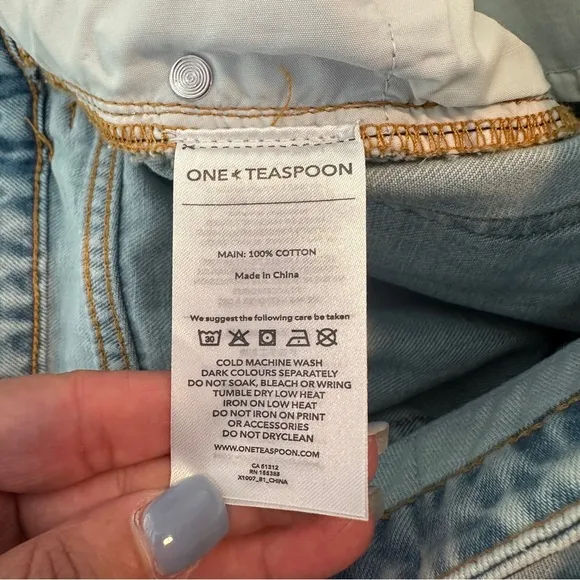 ONE TEASPOON
MAIN: 100% COTTON
Made in China
We suggest the following care be taken
30
COLD MACHINE WASH
DARK COLOURS SEPARATELY
DO NOT SOAK, BLEACH OR WRING
TUMBLE DRY LOW HEAT
IRON ON LOW HEAT
DO NOT IRON ON PRINT
OR ACCESSORIES
DO NOT DRYCLEAN
WWW.ONETEASPOON.COM
CA 51512
RN 155388
X1007_81_CHINA